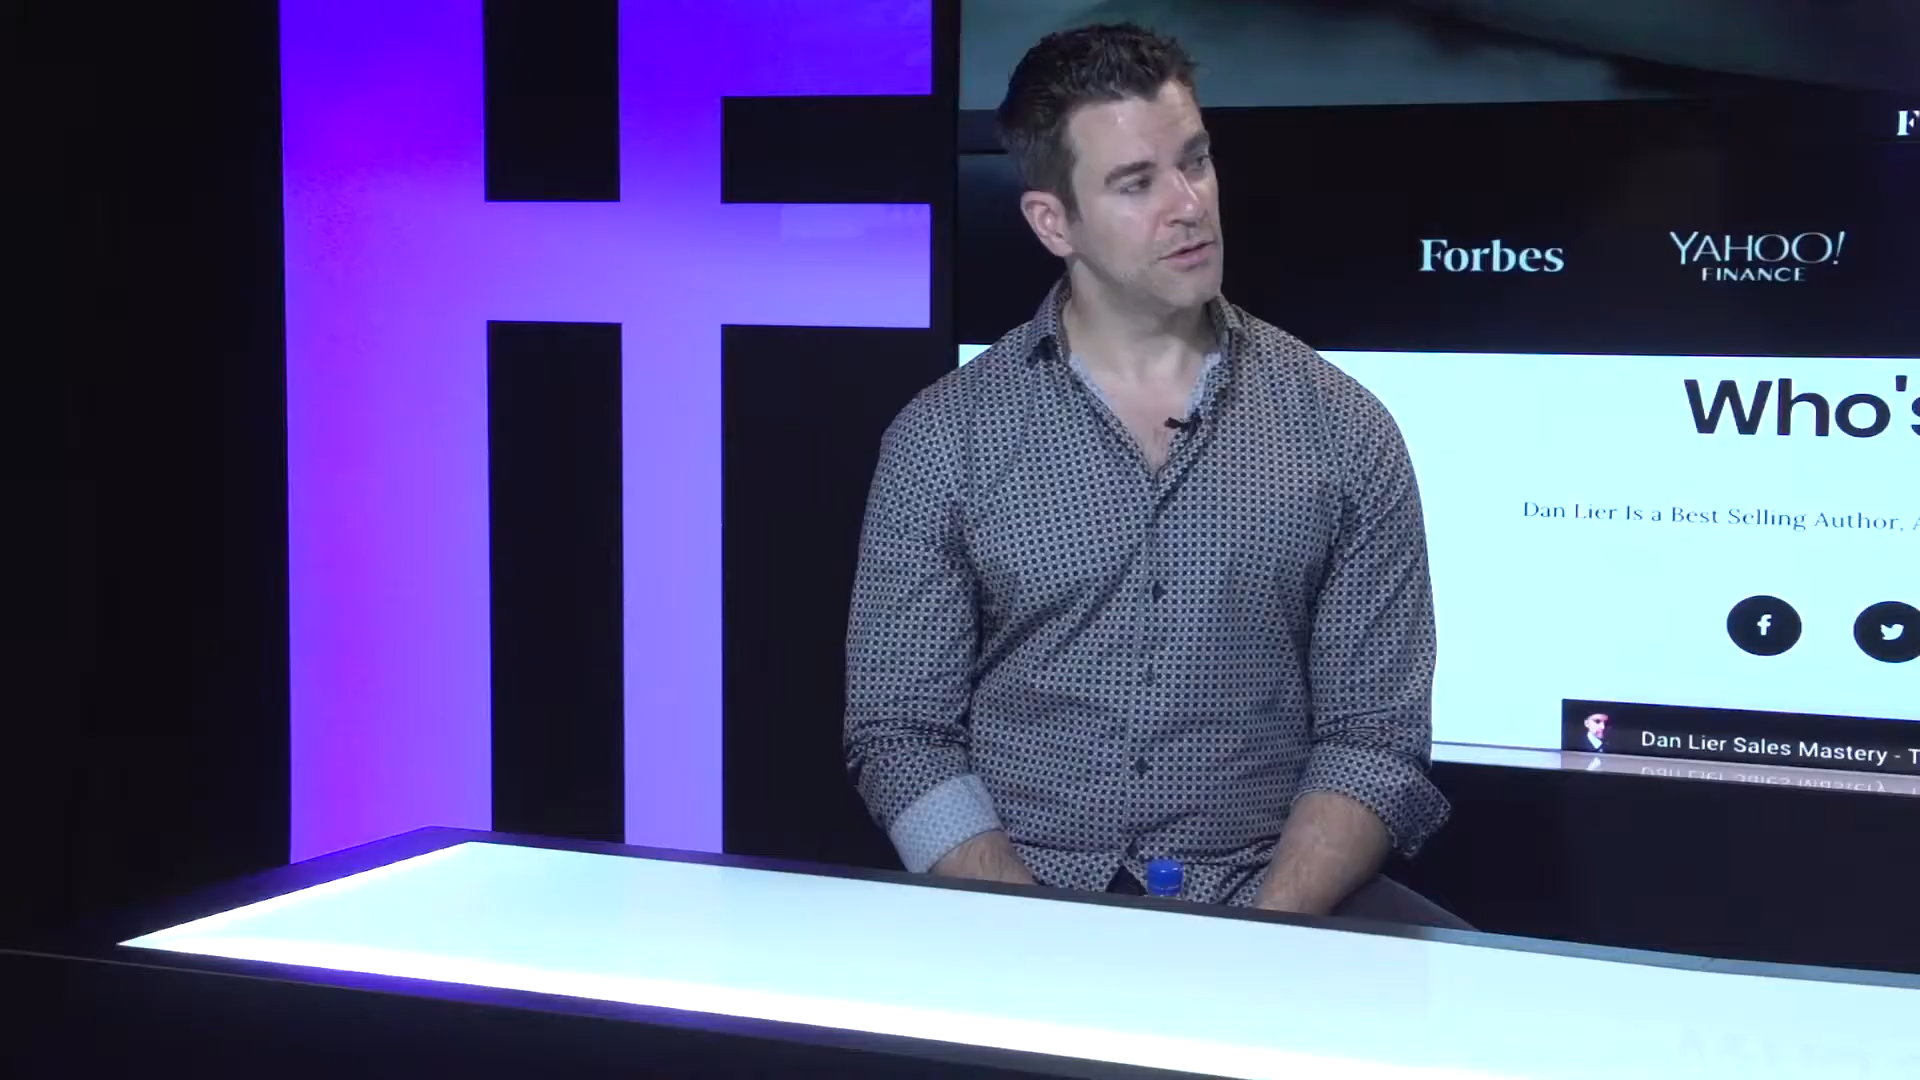 F
Forbes
YAHOO!
FINANCE
Who's
Dan Lier Is a Best Selling Author, A
f
Dan Lier Sales Mastery - T